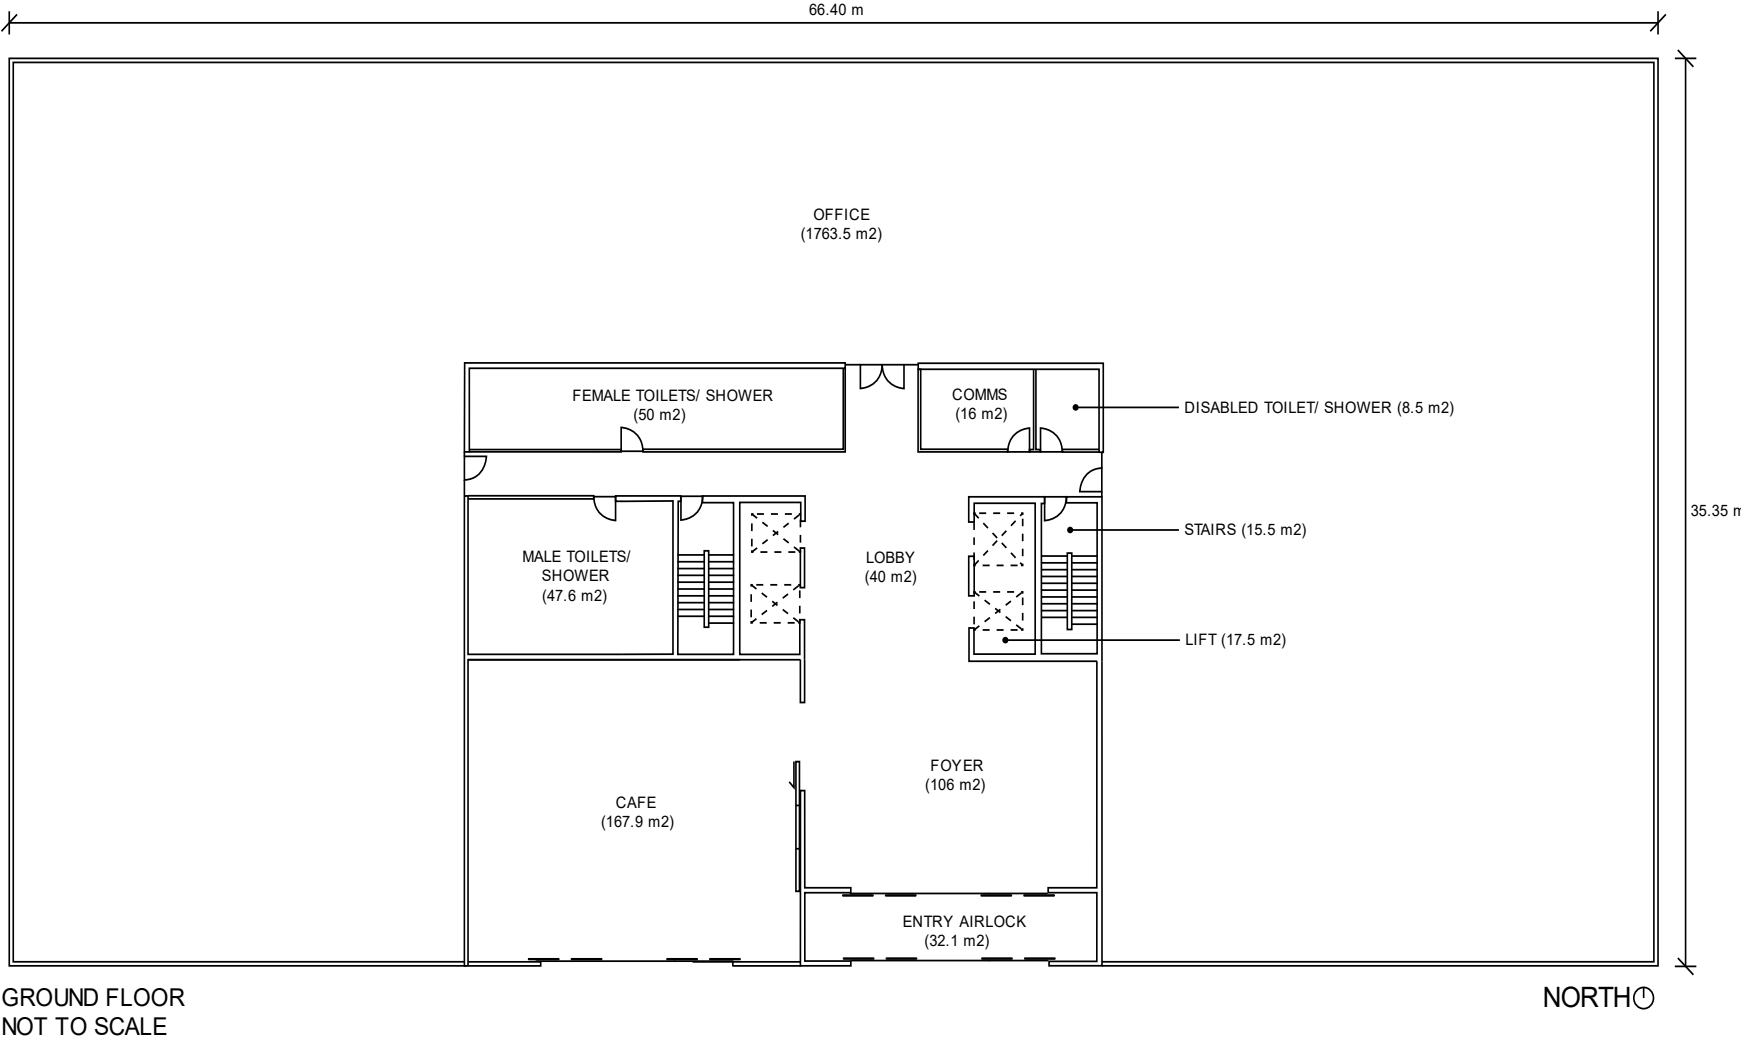 66.40 m
OFFICE
(1763.5 m2)
FEMALE TOILETS/ SHOWER
(50 m2)
COMMS
(16 m2)
DISABLED TOILET/ SHOWER (8.5 m2)
35.35 m
STAIRS (15.5 m2)
MALE TOILETS/
SHOWER
(47.6 m2)
LOBBY
(40 m2)
LIFT (17.5 m2)
FOYER
(106 m2)
CAFE
(167.9 m2)
ENTRY AIRLOCK
(32.1 m2)
GROUND FLOOR
NOT TO SCALE
NORTH